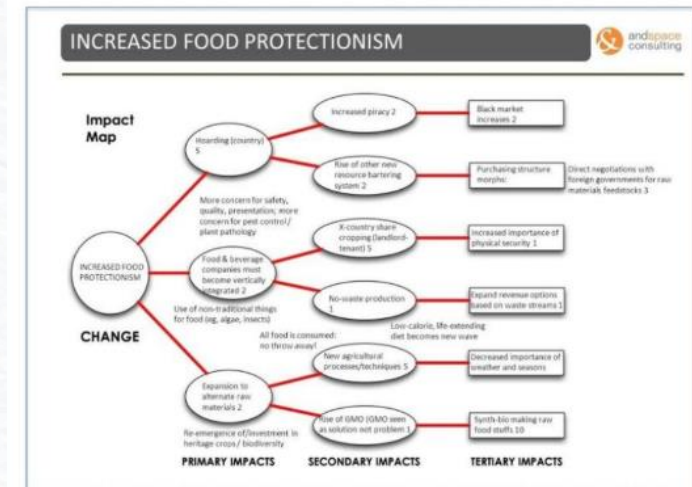 INCREASED FOOD PROTECTIONISM
&
andspace
consulting
Impact
Map
Hoarding (country)
5
Increased piracy 2
Black market
increases 2
Rise of other new
resource bartering
system 2
Purchasing structure
morphs:
Direct negotiations with
foreign governments for raw
materials feedstocks 3
More concern for safety,
quality, presentation; more
concern for pest control/
plant pathology
X-country share
cropping (landlord-
tenant) 5
Increased importance of
physical security 1
INCREASED FOOD
PROTECTIONISM
Food & beverage
companies must
become vertically
integrated 2
No-waste production
1
Expand revenue options
based on waste streams 1
Use of non-traditional things
for food (eg, algae, insects)
CHANGE
All food is consumed:
no throw away!
Low-calorie, life-extending
diet becomes new wave
New agricultural
processes/techniques 5
Decreased importance of
weather and seasons
Expansion to
alternate raw
materials 2
Rise of GMO (GMO seen
as solution not problem 1
Synth-bio making raw
food stuffs 10
Re-emergence of/investment in
heritage crops/ biodiversity
PRIMARY IMPACTS
SECONDARY IMPACTS
TERTIARY IMPACTS